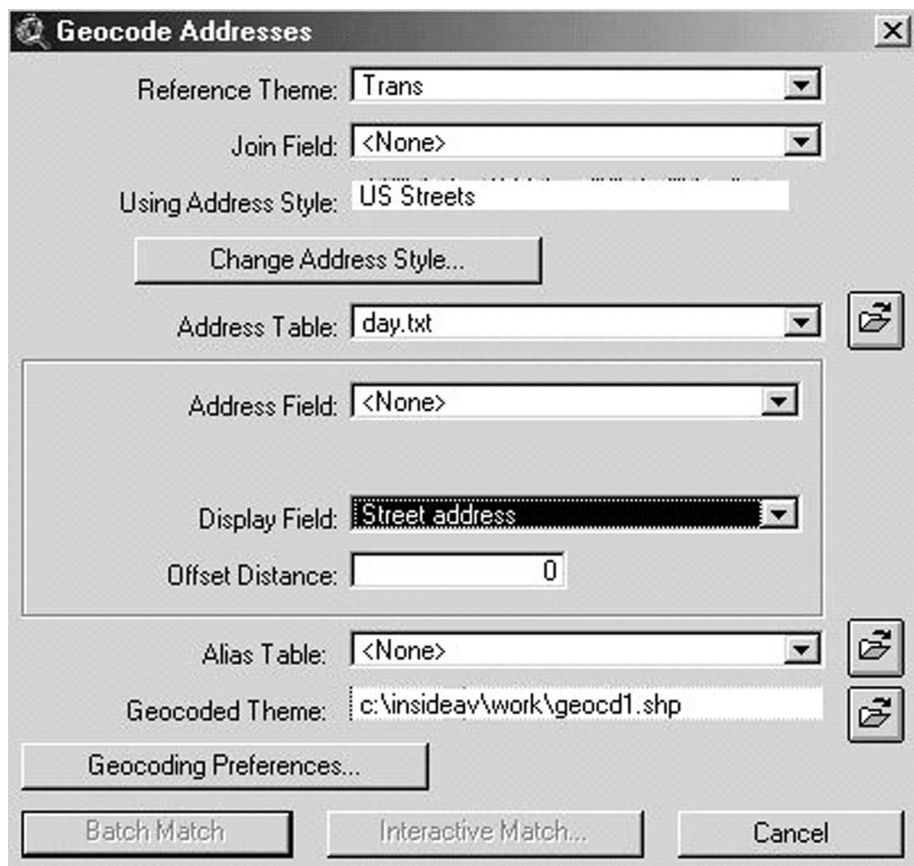 Geocode Addresses
Reference Theme: Trans
Join Field: <None>
Using Address Style: US Streets
Change Address Style...
Address Table: day.txt
Address Field: <None>
Display Field: Street address
Offset Distance: 0
Alias Table: <None>
Geocoded Theme: c:\insideav\work\geocd1.shp
Geocoding Preferences...
Batch Match Interactive Match... Cancel